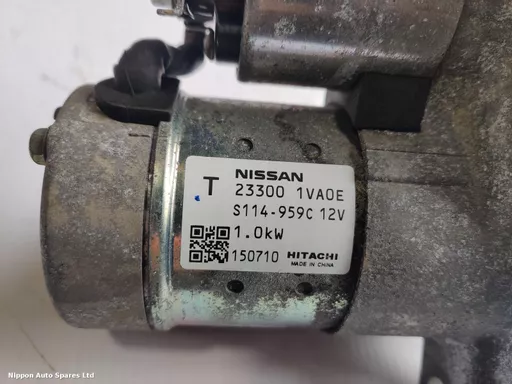 NISSAN
T 23300 1VA0E
S114-959C 12V
1.0kW
150710 HITACHI
MADE IN CHINA
Nippon Auto Spares Ltd